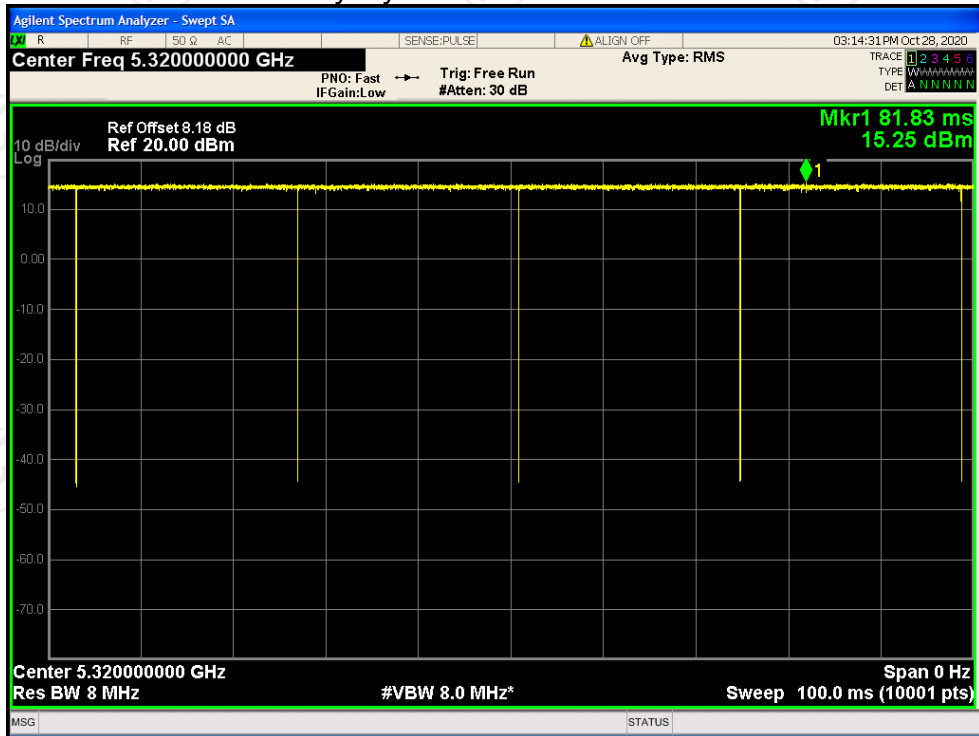 Agilent Spectrum Analyzer - Swept SA
LXI R RF 50 Ω AC SENSE:PULSE ALIGN OFF 03:14:31 PM Oct 28, 2020
Center Freq 5.320000000 GHz
PNO: Fast
IFGain:Low
Trig: Free Run
#Atten: 30 dB
Avg Type: RMS
TRACE 1 2 3 4 5 6
TYPE W
DET A N N N N N
Mkr1 81.83 ms
15.25 dBm
Ref Offset 8.18 dB
10 dB/div Ref 20.00 dBm
Log
1
10.0
0.00
-10.0
-20.0
-30.0
-40.0
-50.0
-60.0
-70.0
Center 5.320000000 GHz Span 0 Hz
Res BW 8 MHz #VBW 8.0 MHz* Sweep 100.0 ms (10001 pts)
MSG STATUS